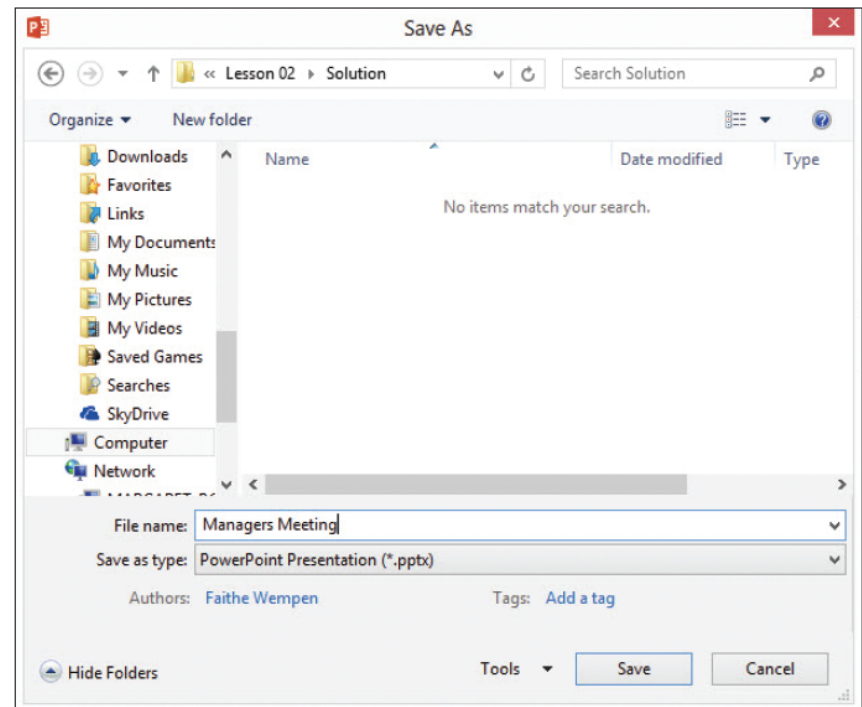 Save As
« Lesson 02 Solution Search Solution
Organize New folder
Name Date modified Type
No items match your search.
Downloads
Favorites
Links
My Documents
My Music
My Pictures
My Videos
Saved Games
Searches
SkyDrive
Computer
Network
File name: Managers Meeting
Save as type: PowerPoint Presentation (*.pptx)
Authors: Faithe Wempen Tags: Add a tag
Hide Folders Tools Save Cancel